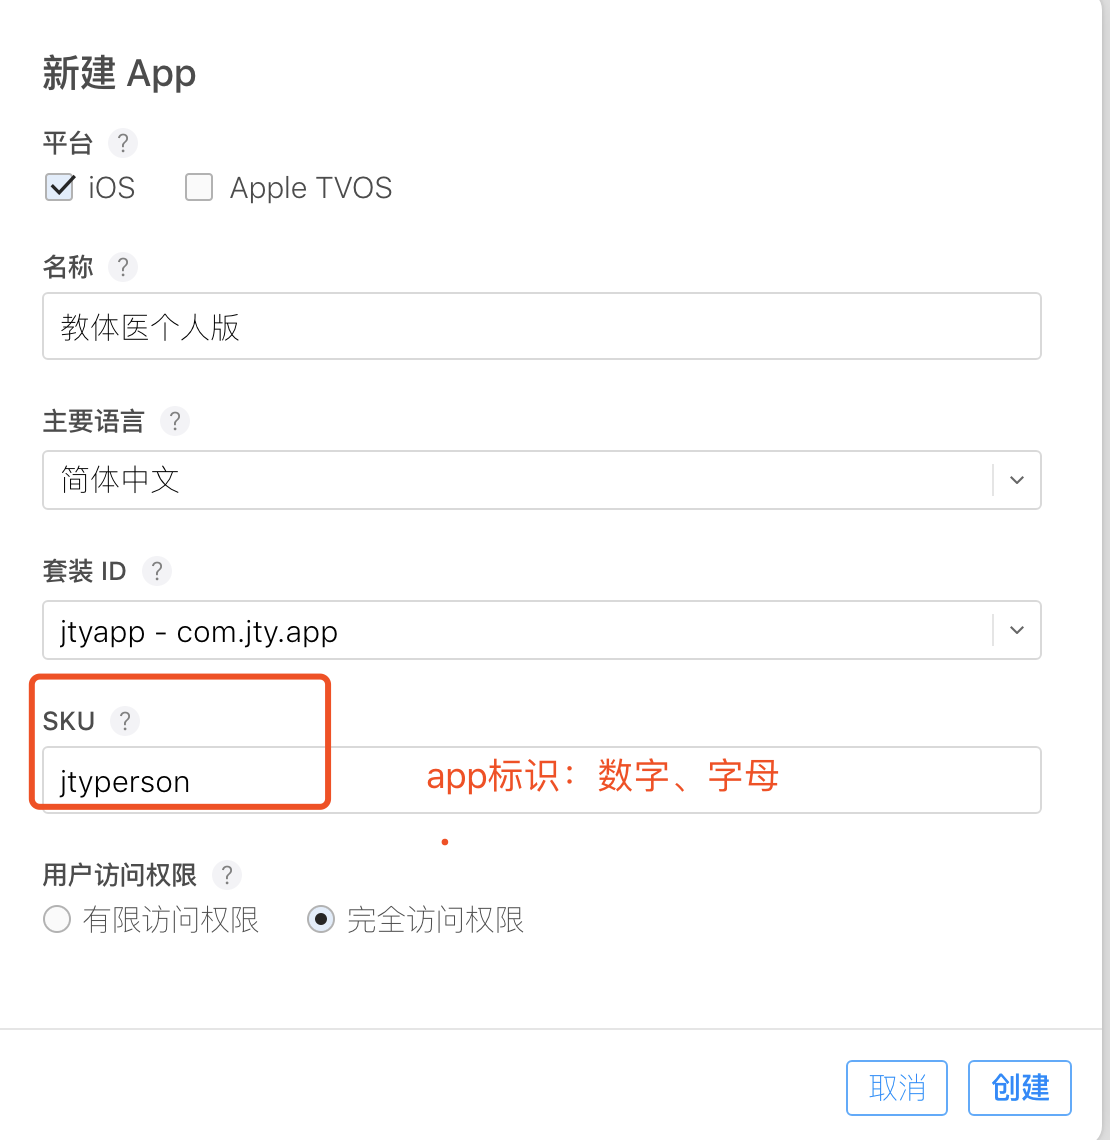 新建 App
平台 ?
iOS Apple TVOS
名称 ?
教体医个人版
主要语言 ?
简体中文
套装 ID ?
jtyapp - com.jty.app
SKU ?
jtyperson
app标识：数字、字母
用户访问权限 ?
有限访问权限 完全访问权限
取消 创建